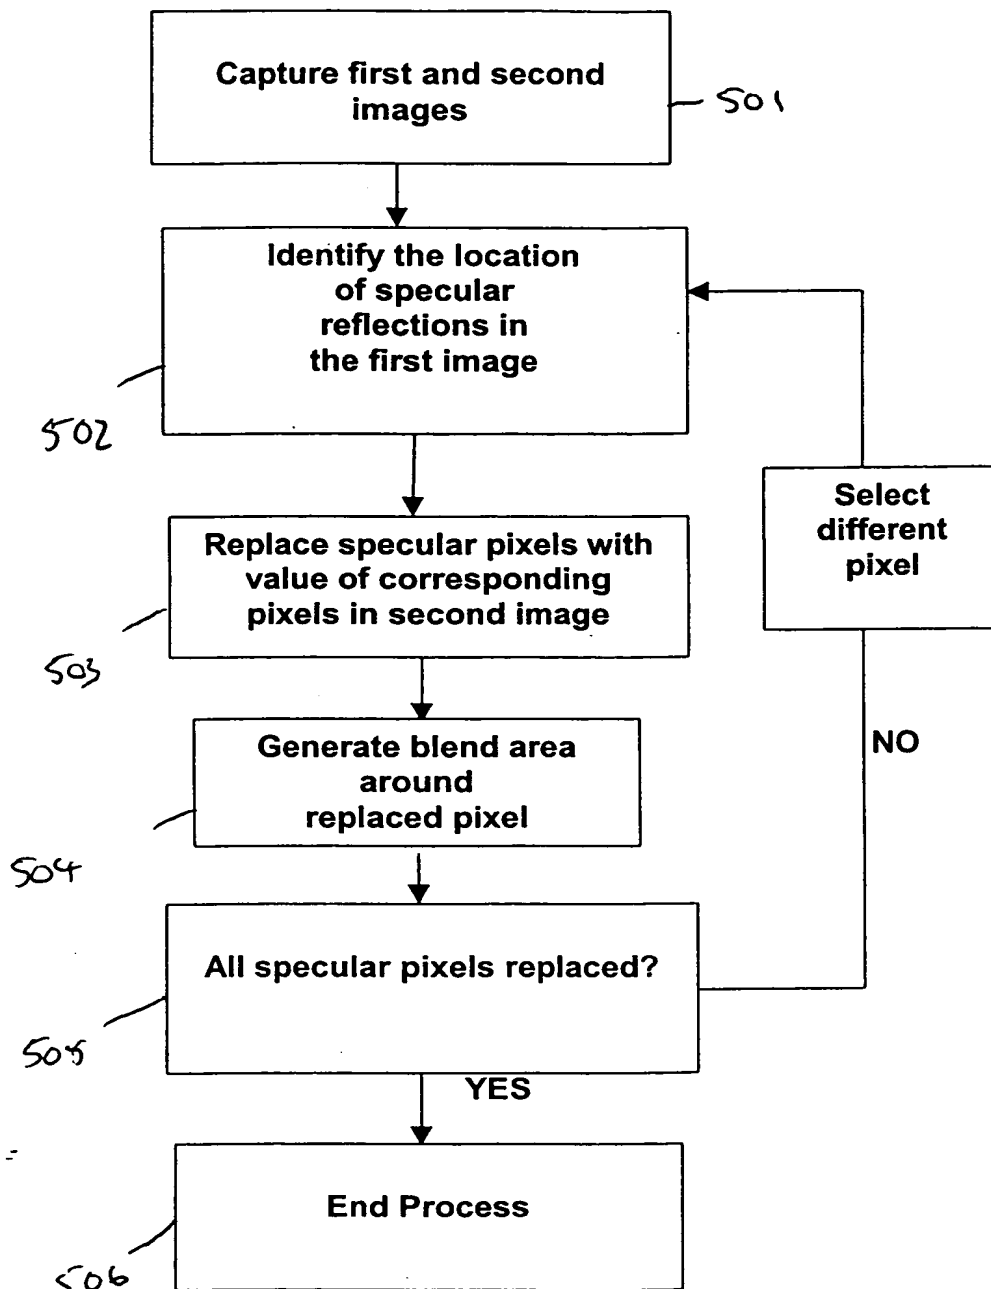 Capture first and second
images
501
Identify the location
of specular
reflections in
the first image
502
Select
different
pixel
Replace specular pixels with
value of corresponding
pixels in second image
503
Generate blend area
around
replaced pixel
NO
504
All specular pixels replaced?
505
YES
End Process
506